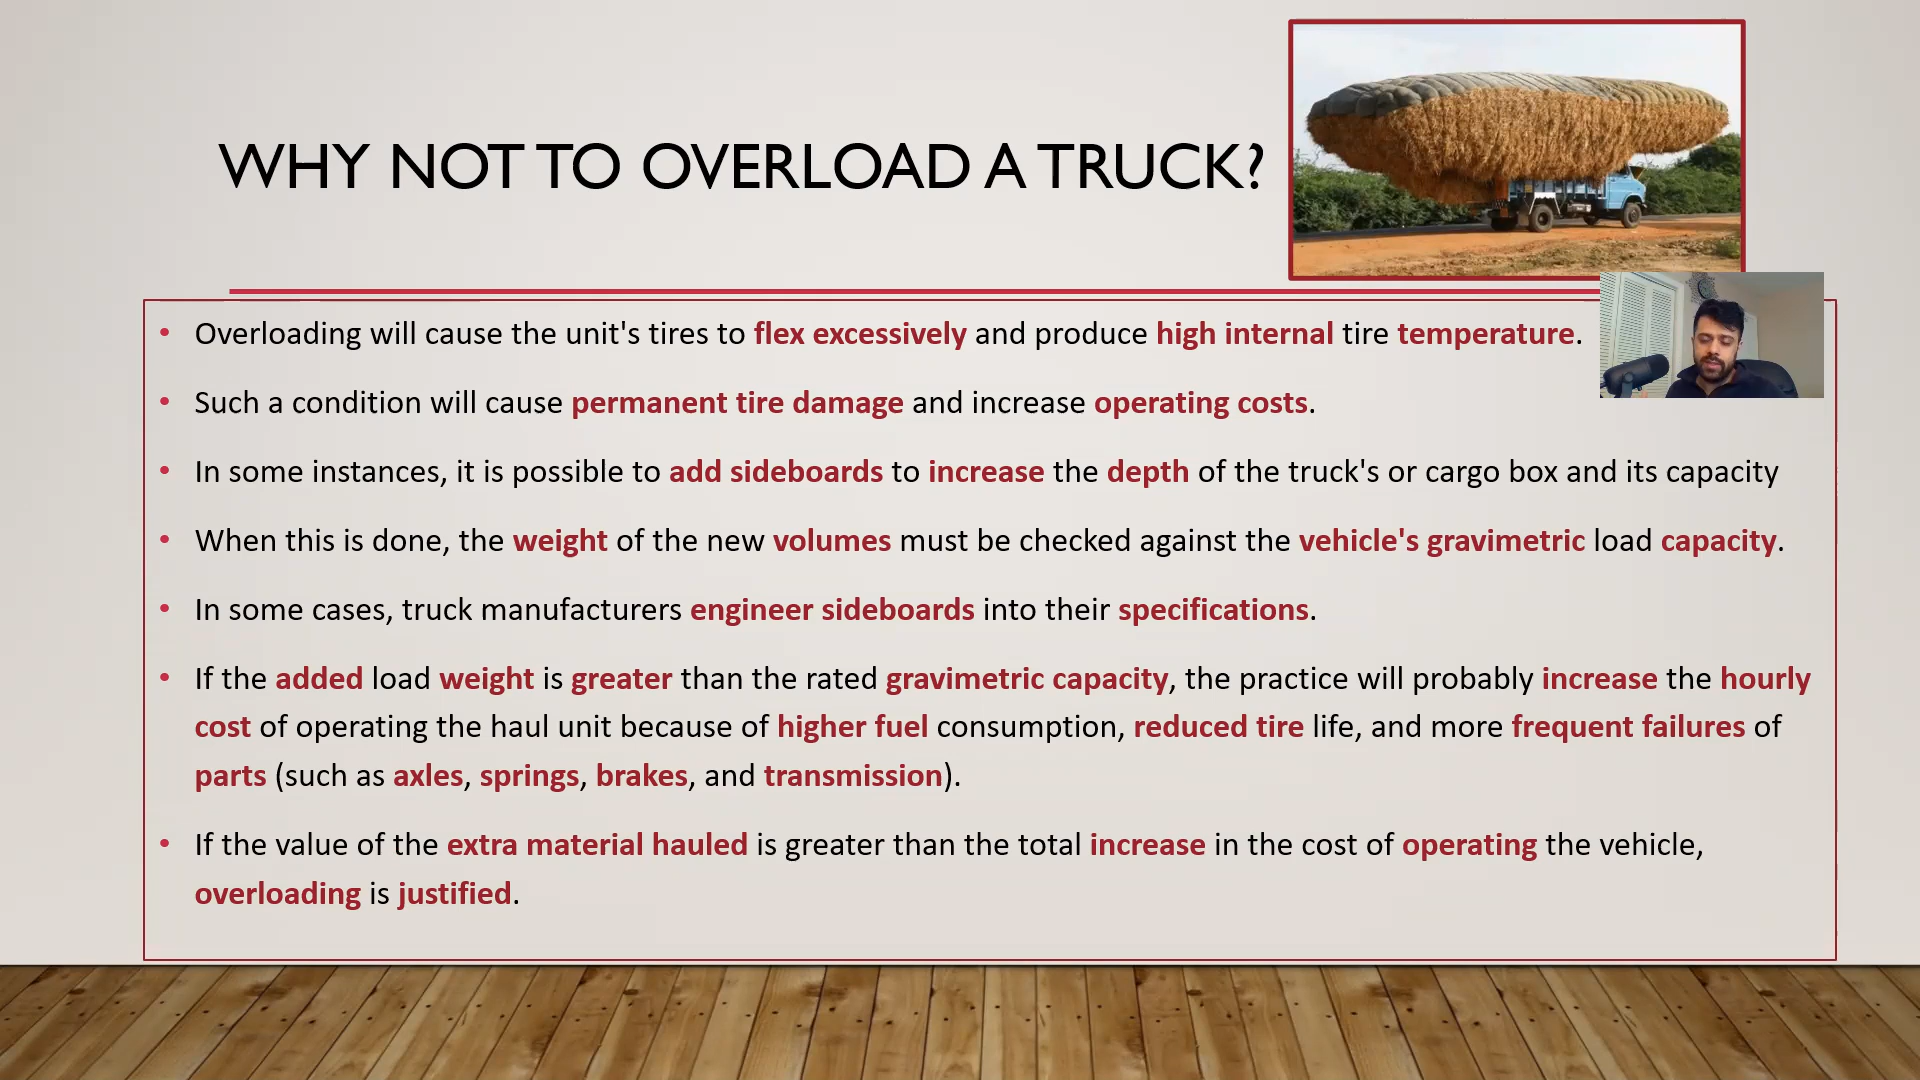 WHY NOT TO OVERLOAD A TRUCK?
• Overloading will cause the unit's tires to flex excessively and produce high internal tire temperature.
• Such a condition will cause permanent tire damage and increase operating costs.
• In some instances, it is possible to add sideboards to increase the depth of the truck's or cargo box and its capacity
• When this is done, the weight of the new volumes must be checked against the vehicle's gravimetric load capacity.
• In some cases, truck manufacturers engineer sideboards into their specifications.
• If the added load weight is greater than the rated gravimetric capacity, the practice will probably increase the hourly
cost of operating the haul unit because of higher fuel consumption, reduced tire life, and more frequent failures of
parts (such as axles, springs, brakes, and transmission).
• If the value of the extra material hauled is greater than the total increase in the cost of operating the vehicle,
overloading is justified.